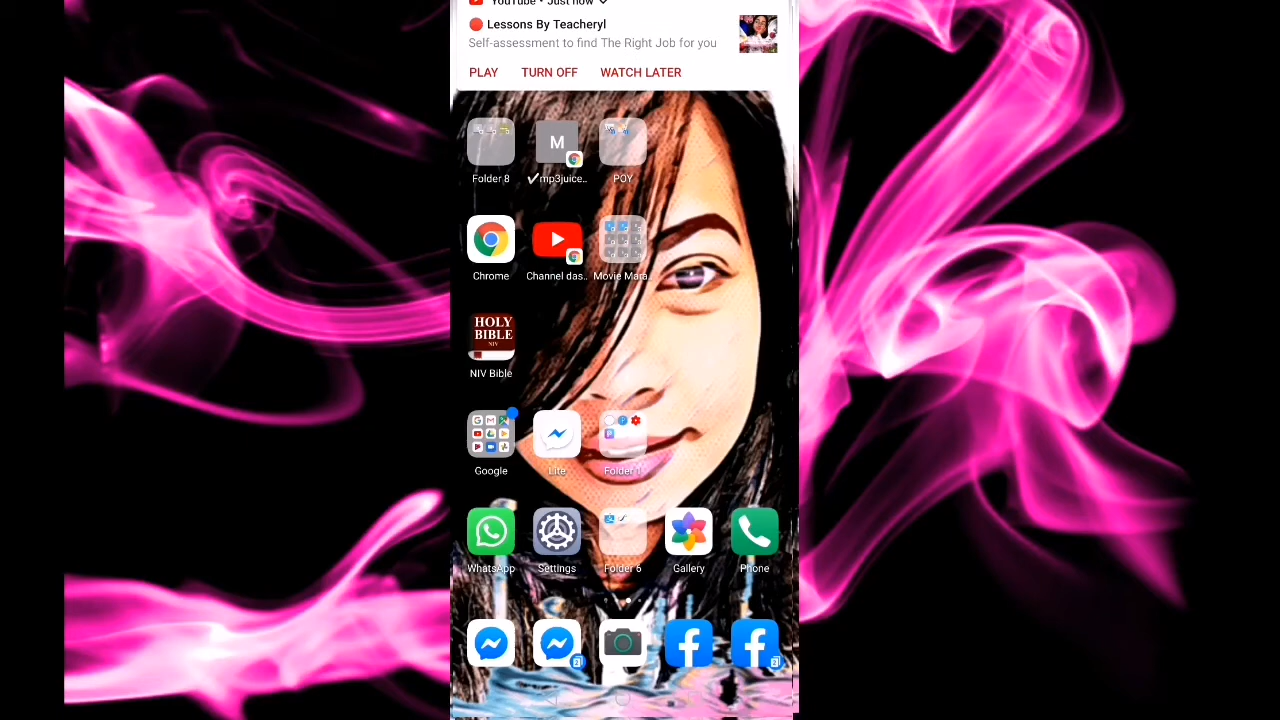 YouTube • Just now
Lessons By Teacheryl
Self-assessment to find The Right Job for you
PLAY TURN OFF WATCH LATER
M
Folder 8 ✓mp3juice.. POY
Chrome Channel das.. Movie Mara..
HOLY
BIBLE
NIV
NIV Bible
Google Lite Folder 1
WhatsApp Settings Folder 6 Gallery Phone